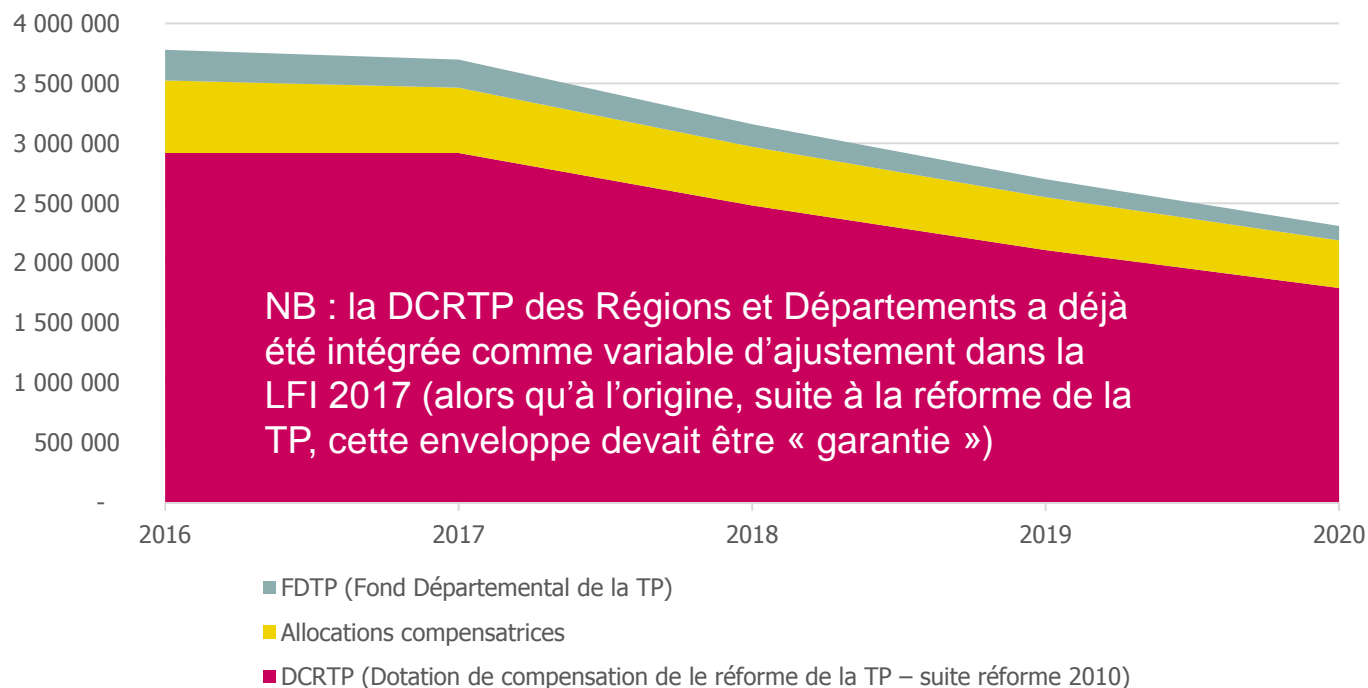 4 000 000
3 500 000
3 000 000
2 500 000
2 000 000
1 500 000
1 000 000
500 000
-
NB : la DCRTP des Régions et Départements a déjà
été intégrée comme variable d’ajustement dans la
LFI 2017 (alors qu’à l’origine, suite à la réforme de la
TP, cette enveloppe devait être « garantie »)
2016 2017 2018 2019 2020
FDTP (Fond Départemental de la TP)
Allocations compensatrices
DCRTP (Dotation de compensation de le réforme de la TP – suite réforme 2010)